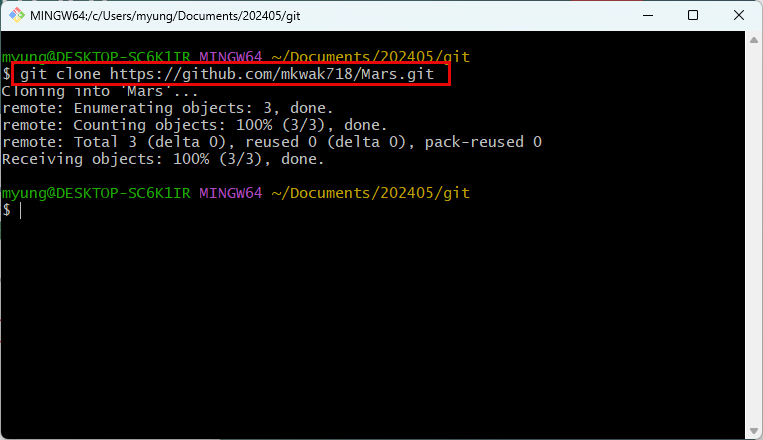 MINGW64:/c/Users/myung/Documents/202405/git
myung@DESKTOP-SC6K1IR MINGW64 ~/Documents/202405/git
$ git clone https://github.com/mkwak718/Mars.git
Cloning into 'Mars'...
remote: Enumerating objects: 3, done.
remote: Counting objects: 100% (3/3), done.
remote: Total 3 (delta 0), reused 0 (delta 0), pack-reused 0
Receiving objects: 100% (3/3), done.
myung@DESKTOP-SC6K1IR MINGW64 ~/Documents/202405/git
$